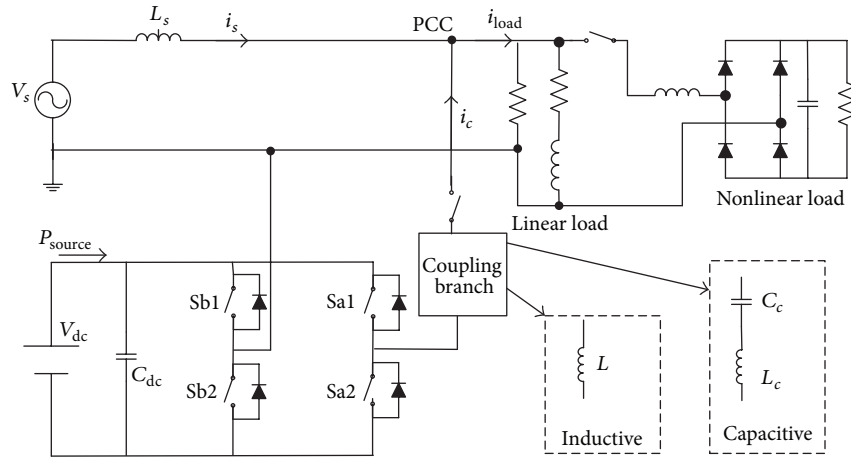 L_s
i_s
PCC
i_load
V_s
i_c
Linear load
Nonlinear load
P_source
Coupling
branch
Sb1
Sa1
V_dc
C_dc
Sb2
Sa2
L
Inductive
C_c
L_c
Capacitive